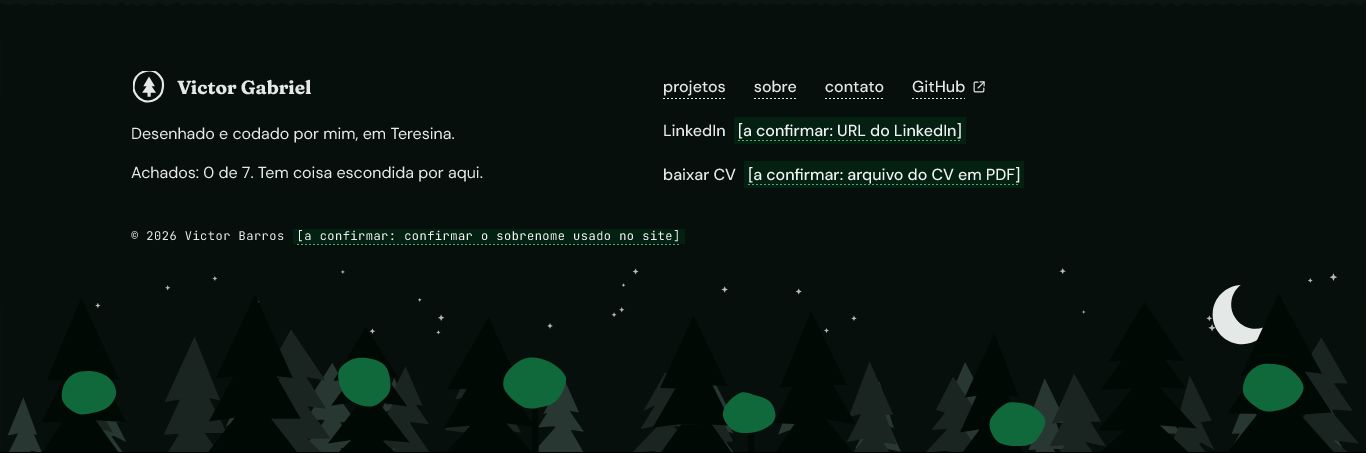 Victor Gabriel
Desenhado e codado por mim, em Teresina.
Achados: 0 de 7. Tem coisa escondida por aqui.
projetos sobre contato GitHub
LinkedIn [a confirmar: URL do LinkedIn]
baixar CV [a confirmar: arquivo do CV em PDF]
© 2026 Victor Barros [a confirmar: confirmar o sobrenome usado no site]